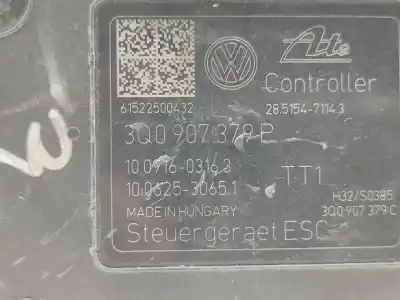 Ate
Controller
61522500432
28.5154-7114.3
3Q0 907 379 P
10.0916-0316.3
10.0625-3065.1
TT1
H32/S0385
MADE IN HUNGARY
3Q0 907 379 C
Steuergeraet ESC